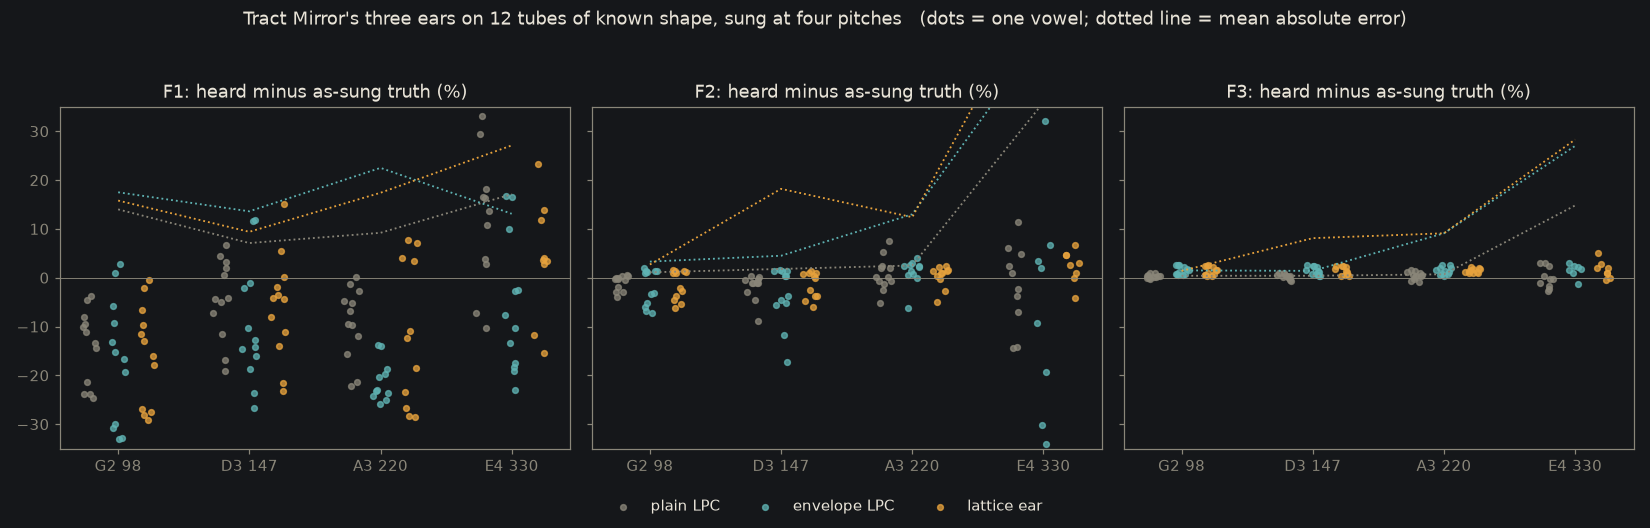 Tract Mirror's three ears on 12 tubes of known shape, sung at four pitches (dots = one vowel; dotted line = mean absolute error)
F1: heard minus as-sung truth (%)
F2: heard minus as-sung truth (%)
F3: heard minus as-sung truth (%)
30
20
10
0
−10
−20
−30
G2 98
D3 147
A3 220
E4 330
G2 98
D3 147
A3 220
E4 330
G2 98
D3 147
A3 220
E4 330
plain LPC
envelope LPC
lattice ear